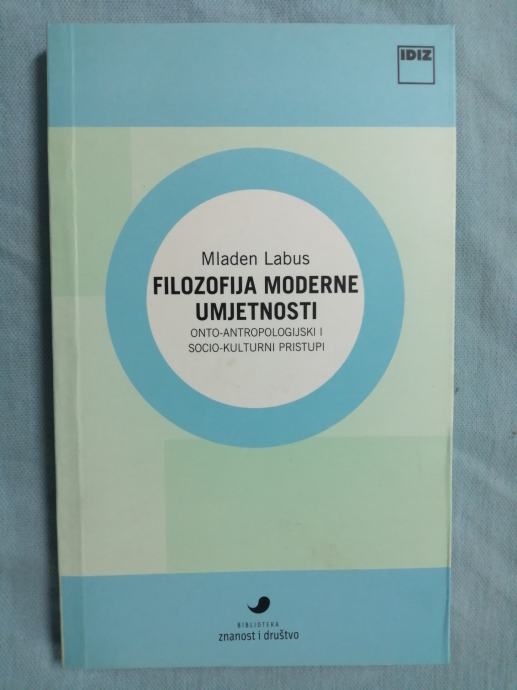 IDIZ
Mladen Labus
FILOZOFIJA MODERNE
UMJETNOSTI
ONTO-ANTROPOLOGIJSKI I
SOCIO-KULTURNI PRISTUPI
BIBLIOTEKA
znanost i društvo